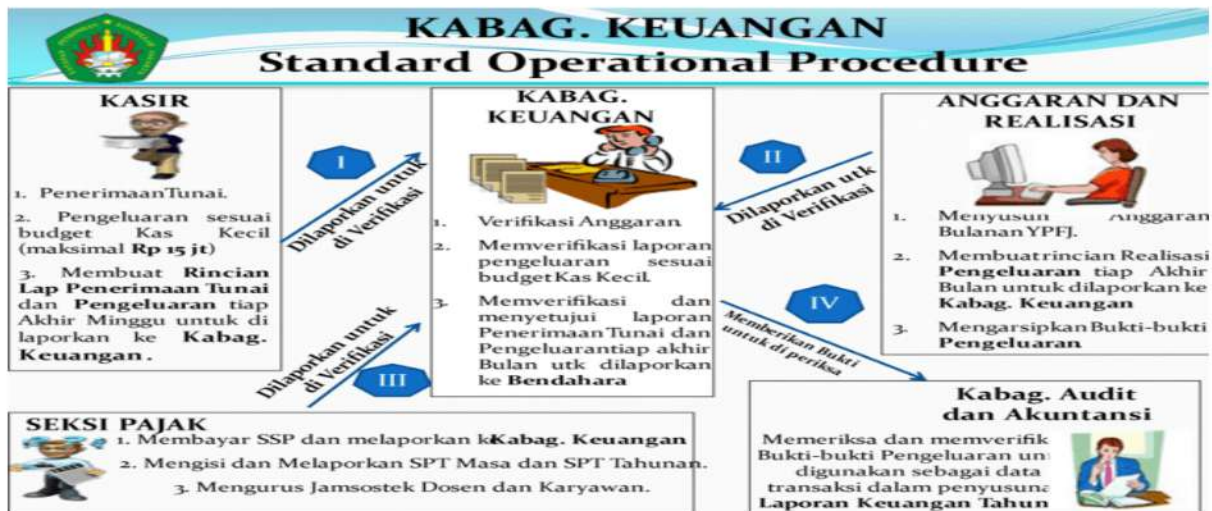 KABAG. KEUANGAN
Standard Operational Procedure
KASIR
1. PenerimaanTunai.
2. Pengeluaran sesuai
budget Kas Kecil
(maksimal Rp 15 jt)
3. Membuat Rincian
Lap Penerimaan Tunai
dan Pengeluaran tiap
Akhir Minggu untuk di
laporkan ke Kabag.
Keuangan .
I
Dilaporkan untuk
di Verifikasi
KABAG.
KEUANGAN
1. Verifikasi Anggaran
2. Memverifikasi laporan
pengeluaran sesuai
budget Kas Kecil.
3. Memverifikasi dan
menyetujui laporan
Penerimaan Tunai dan
Pengeluarantiap akhir
Bulan utk dilaporkan
ke Bendahara
II
Dilaporkan utk
di Verifikasi
ANGGARAN DAN
REALISASI
1. Menyusun Anggaran
Bulanan YPFJ.
2. Membuat rincian Realisasi
Pengeluaran tiap Akhir
Bulan untuk dilaporkan ke
Kabag. Keuangan
3. Mengarsipkan Bukti-bukti
Pengeluaran
III
Dilaporkan untuk
di Verifikasi
IV
Memberikan Bukti
untuk di periksa
SEKSI PAJAK
1. Membayar SSP dan melaporkan ke Kabag. Keuangan
2. Mengisi dan Melaporkan SPT Masa dan SPT Tahunan.
3. Mengurus Jamsostek Dosen dan Karyawan.
Kabag. Audit
dan Akuntansi
Memeriksa dan memverifik
Bukti-bukti Pengeluaran un
digunakan sebagai data
transaksi dalam penyusuna
Laporan Keuangan Tahun